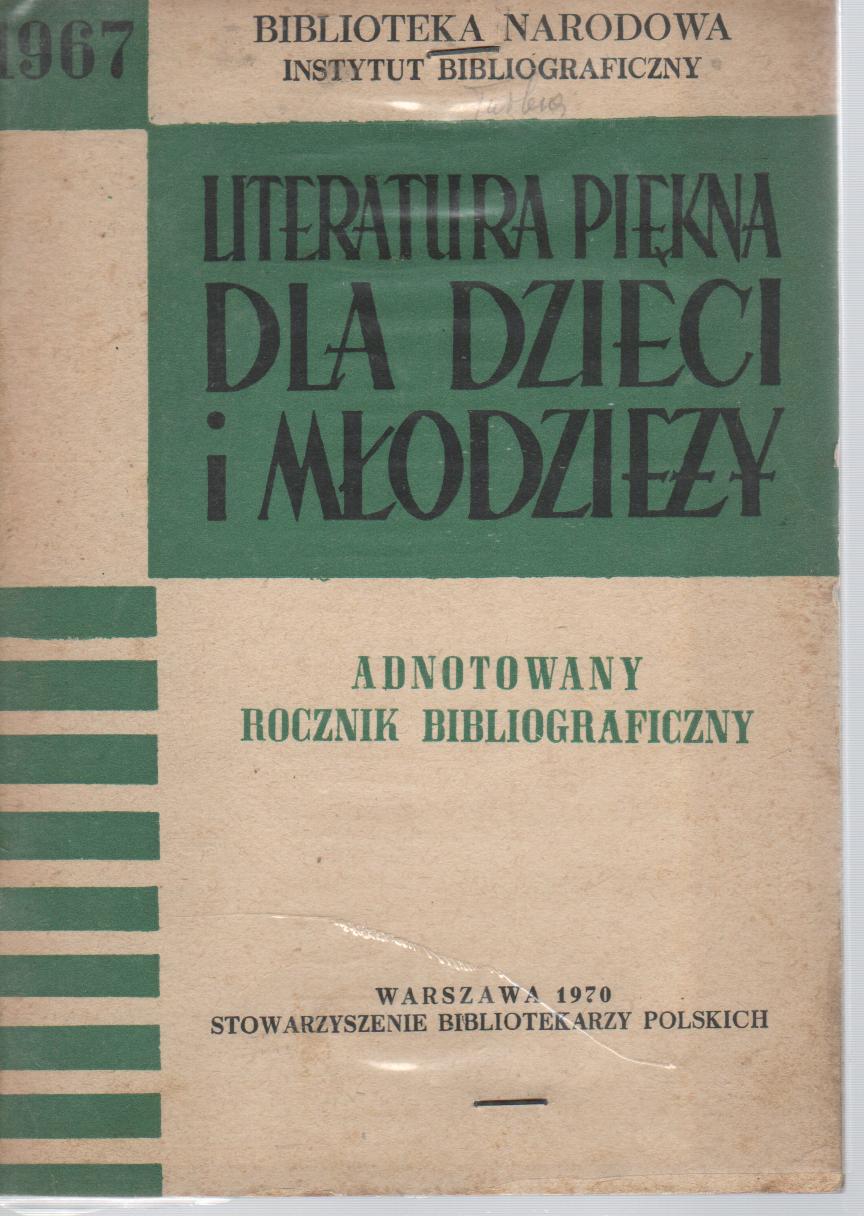 1967
BIBLIOTEKA NARODOWA
INSTYTUT BIBLIOGRAFICZNY
LITERATURA PIĘKNA
DLA DZIECI
i MŁODZIEŻY
ADNOTOWANY
ROCZNIK BIBLIOGRAFICZNY
WARSZAWA 1970
STOWARZYSZENIE BIBLIOTEKARZY POLSKICH